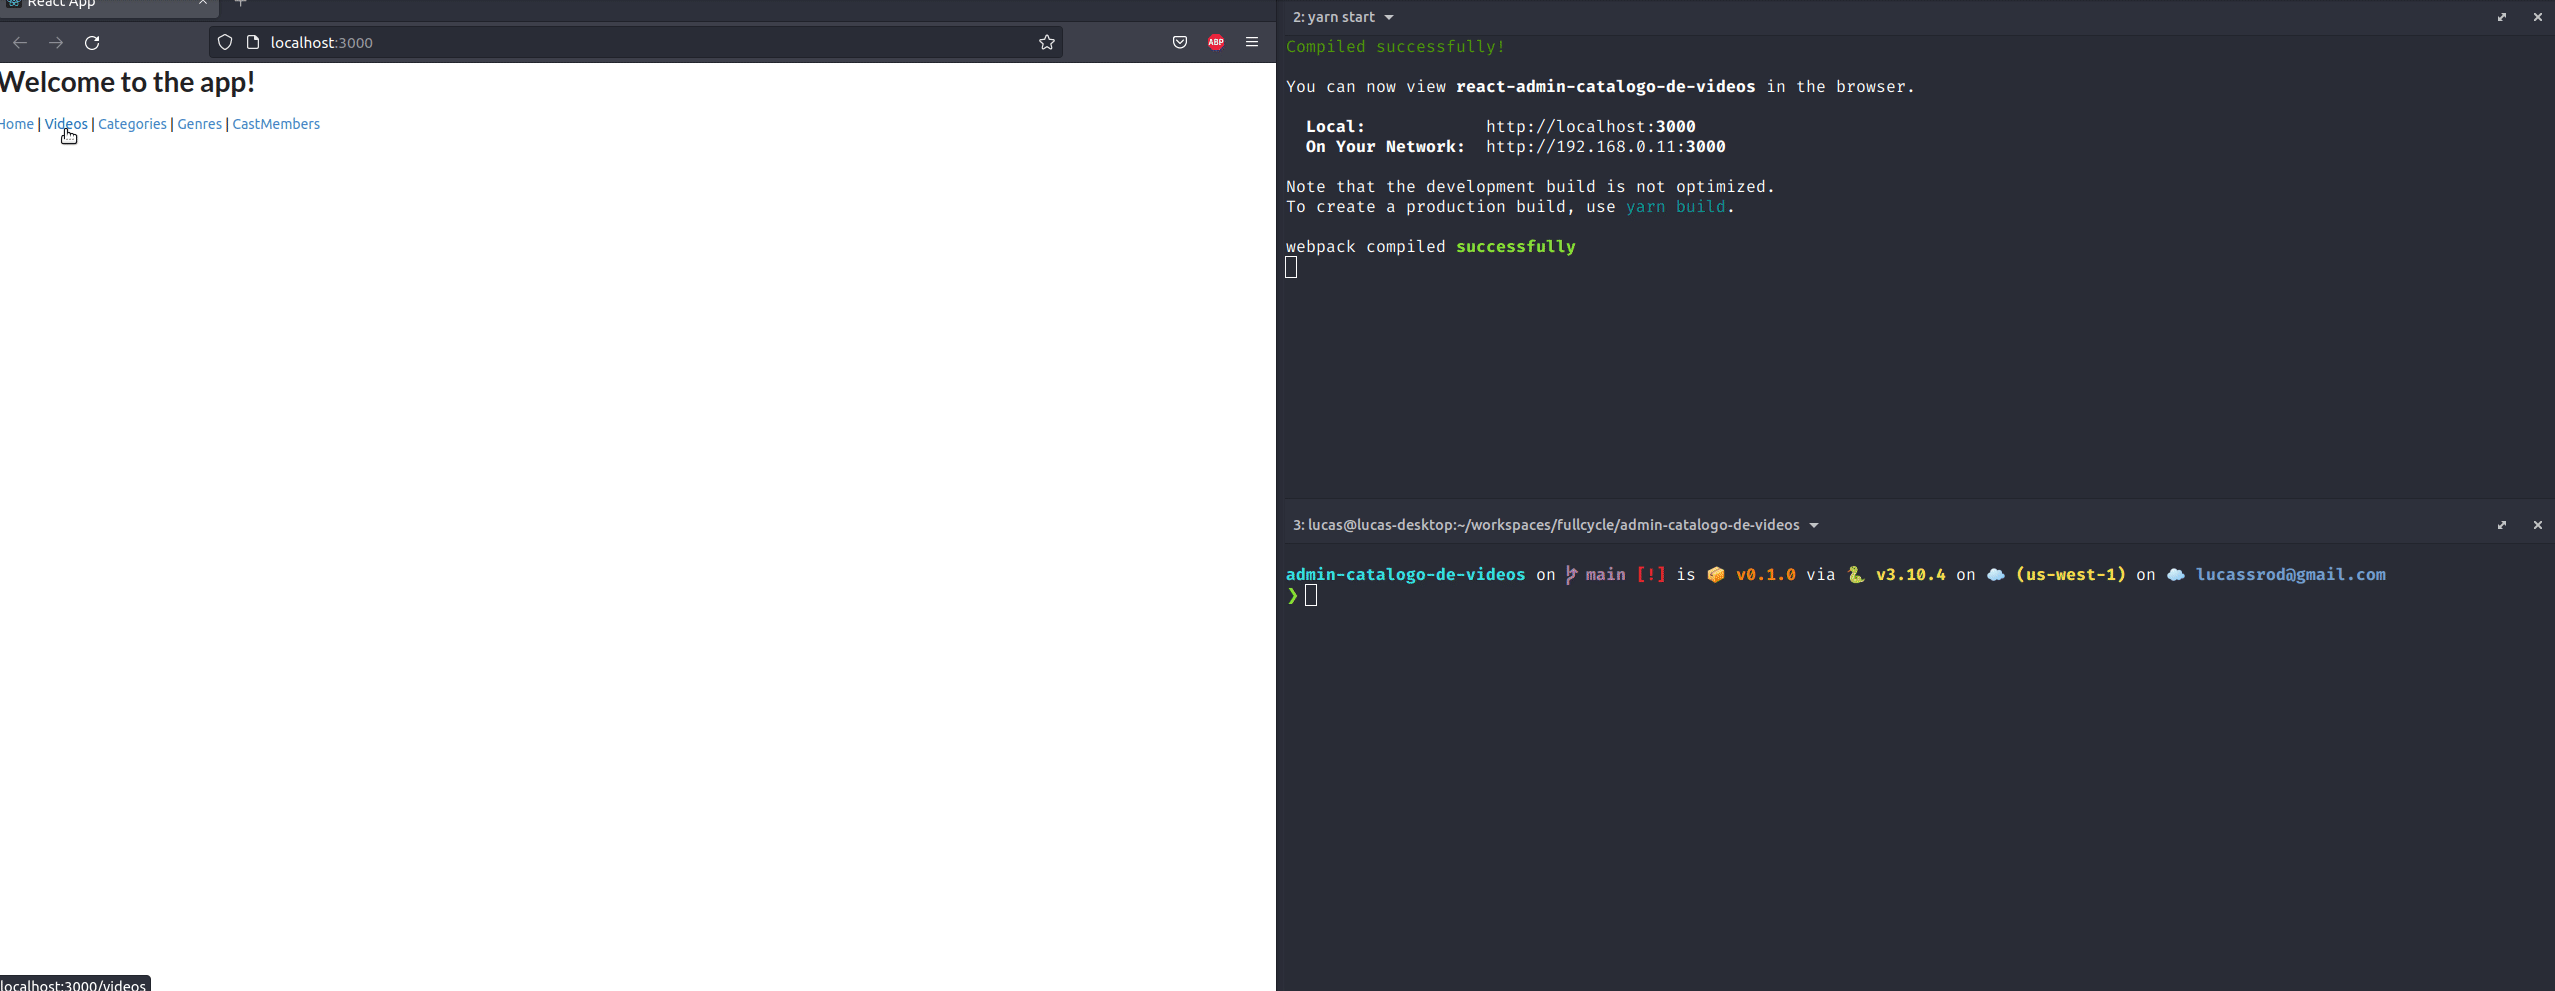 React App
localhost:3000
Welcome to the app!
Home | Videos | Categories | Genres | CastMembers
localhost:3000/videos
2: yarn start
Compiled successfully!
You can now view react-admin-catalogo-de-videos in the browser.
Local: http://localhost:3000
On Your Network: http://192.168.0.11:3000
Note that the development build is not optimized.
To create a production build, use yarn build.
webpack compiled successfully
3: lucas@lucas-desktop:~/workspaces/fullcycle/admin-catalogo-de-videos
admin-catalogo-de-videos on main [!] is 📦 v0.1.0 via 🐍 v3.10.4 on ☁️ (us-west-1) on ☁️ lucassrod@gmail.com
❯
ABP